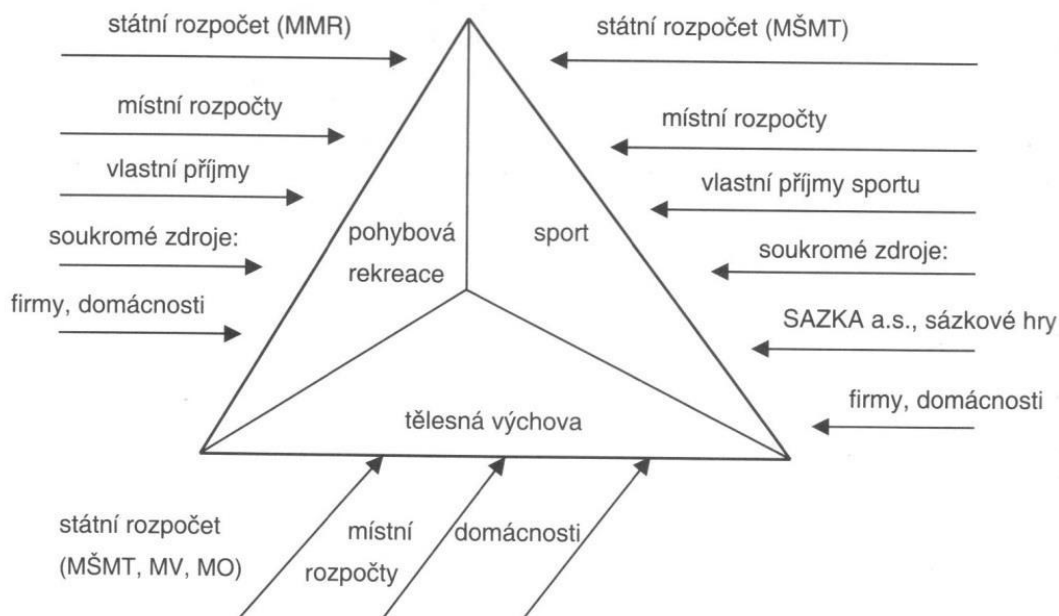 státní rozpočet (MMR)
státní rozpočet (MŠMT)
místní rozpočty
místní rozpočty
vlastní příjmy
vlastní příjmy sportu
soukromé zdroje:
pohybová
rekreace
sport
soukromé zdroje:
firmy, domácnosti
SAZKA a.s., sázkové hry
firmy, domácnosti
tělesná výchova
státní rozpočet
(MŠMT, MV, MO)
místní
rozpočty
domácnosti